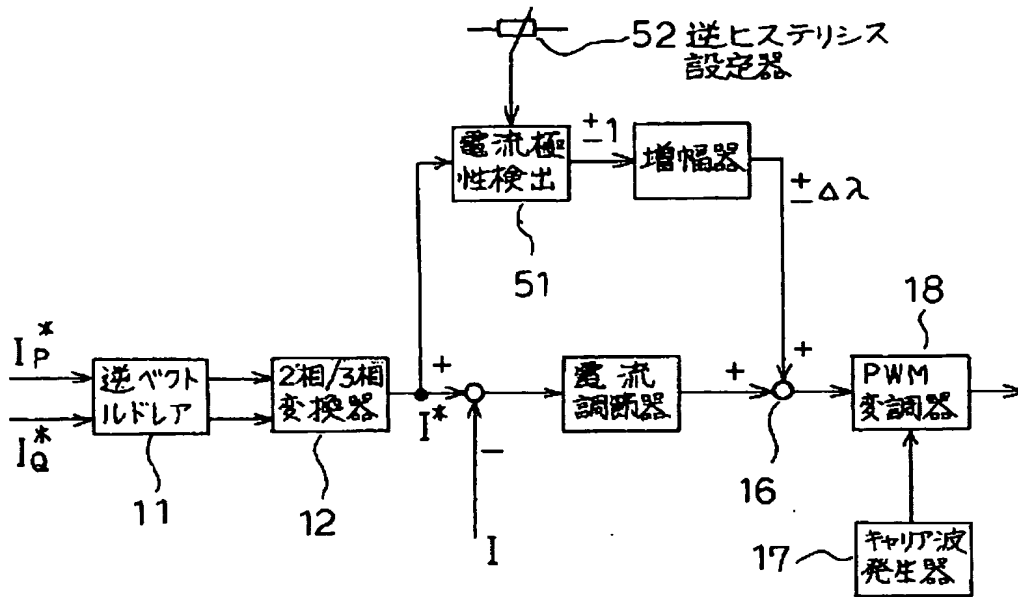 52 逆ヒステリシス
設定器
電流極
性検出
±1
増幅器
±Δλ
51
18
I_P^*
I_Q^*
逆ベクト
ルドレア
2相/3相
変換器
+
I*
−
電流
調節器
+
+
PWM
変調器
11
12
I
16
17
キャリア波
発生器